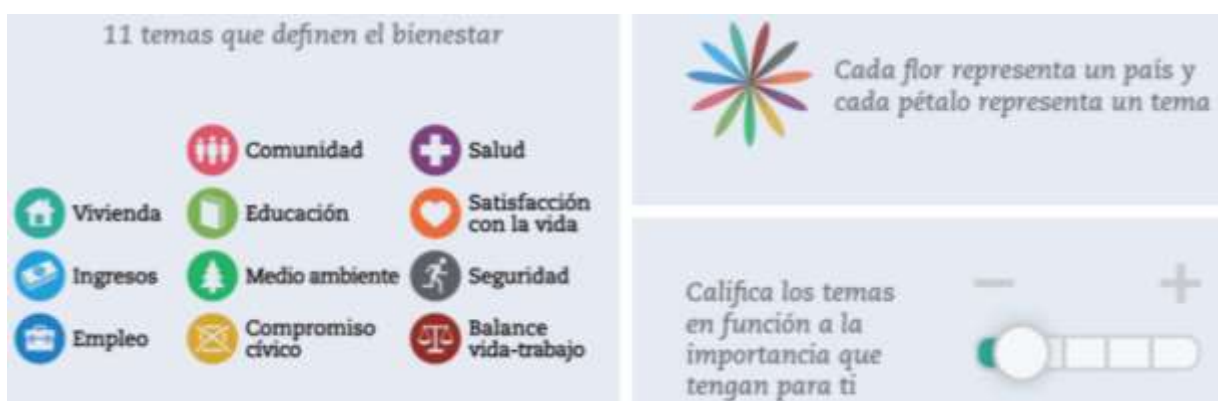 11 temas que definen el bienestar
Comunidad
Salud
Vivienda
Educación
Satisfacción
con la vida
Ingresos
Medio ambiente
Seguridad
Empleo
Compromiso
cívico
Balance
vida-trabajo
Cada flor representa un país y
cada pétalo representa un tema
Califica los temas
en función a la
importancia que
tengan para ti